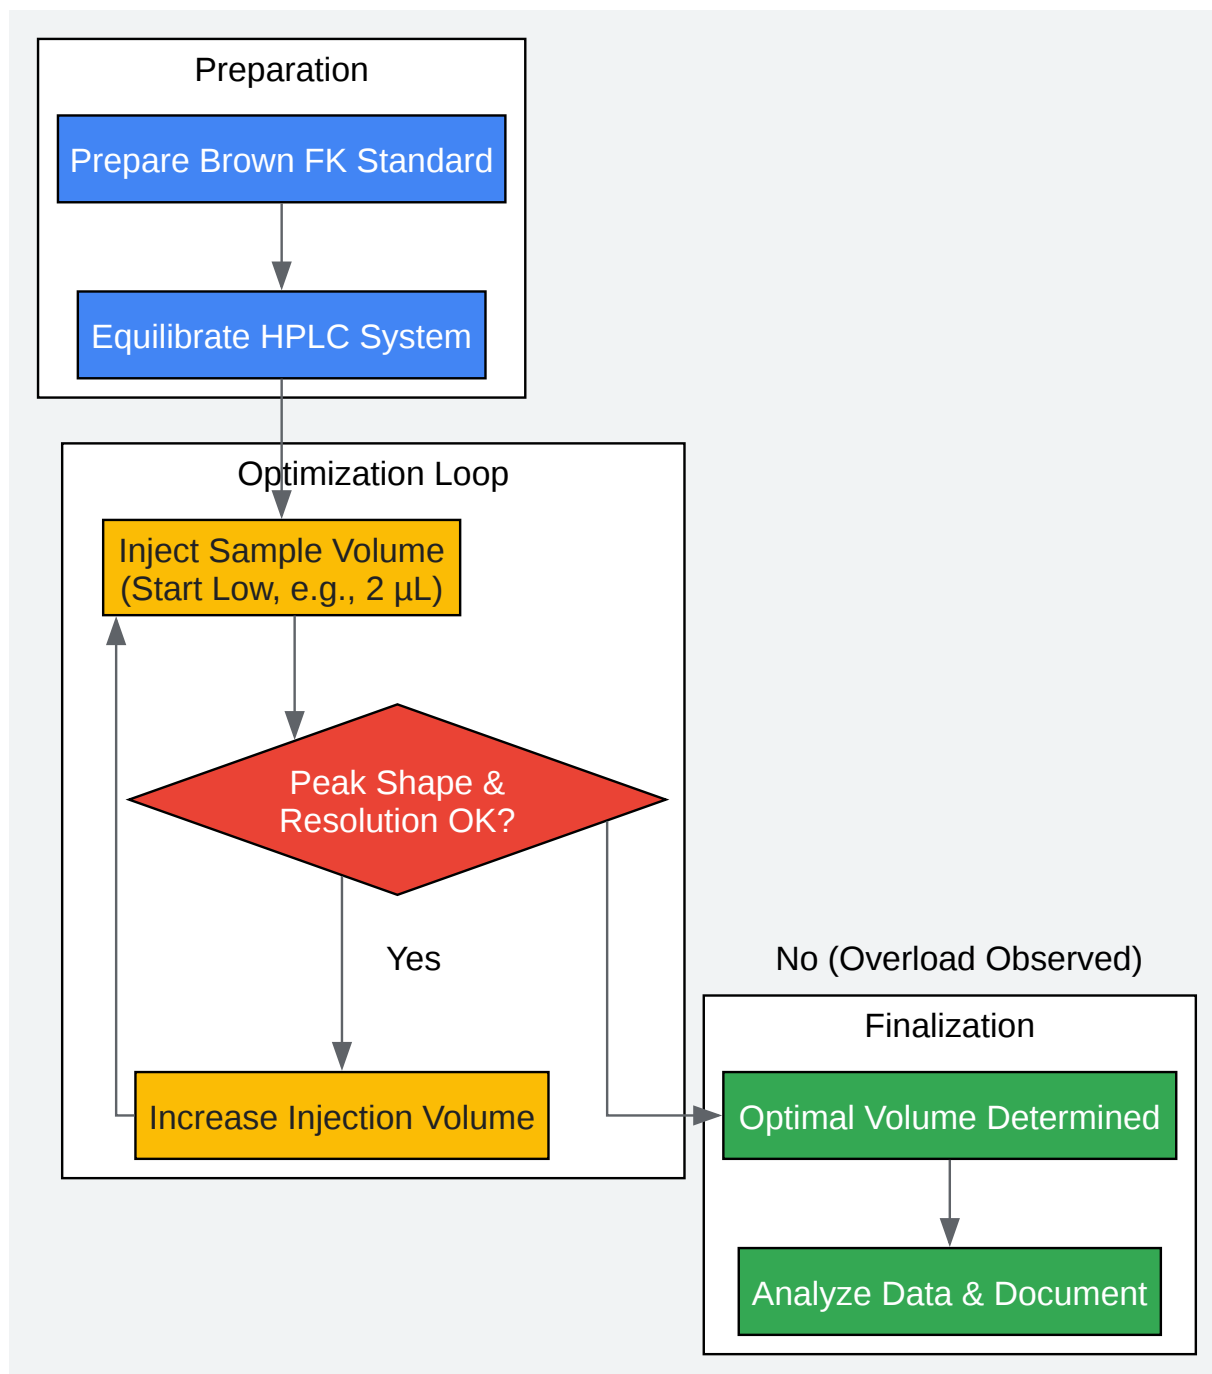 Preparation
Prepare Brown FK Standard
Equilibrate HPLC System
Optimization Loop
Inject Sample Volume
(Start Low, e.g., 2 µL)
Peak Shape &
Resolution OK?
Yes
No (Overload Observed)
Finalization
Increase Injection Volume
Optimal Volume Determined
Analyze Data & Document